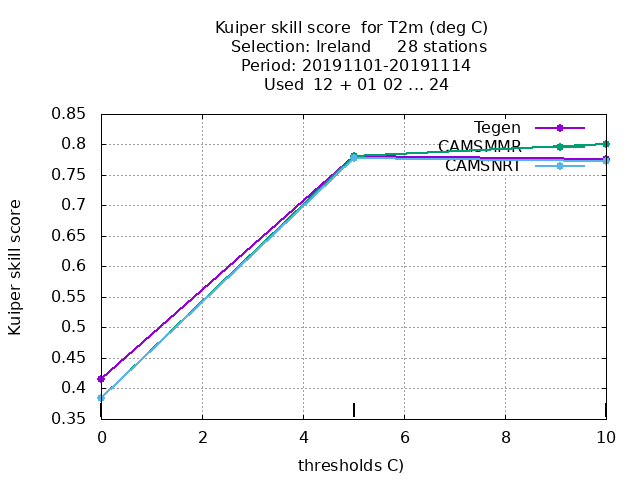 Kuiper skill score  for T2m (deg C)
Selection: Ireland     28 stations
Period: 20191101-20191114
Used  12 + 01 02 ... 24
0.85
0.8
0.75
0.7
0.65
0.6
0.55
0.5
0.45
0.4
0.35
Kuiper skill score
Tegen
CAMSMMR
CAMSNRT
0 2 4 6 8 10
thresholds C)